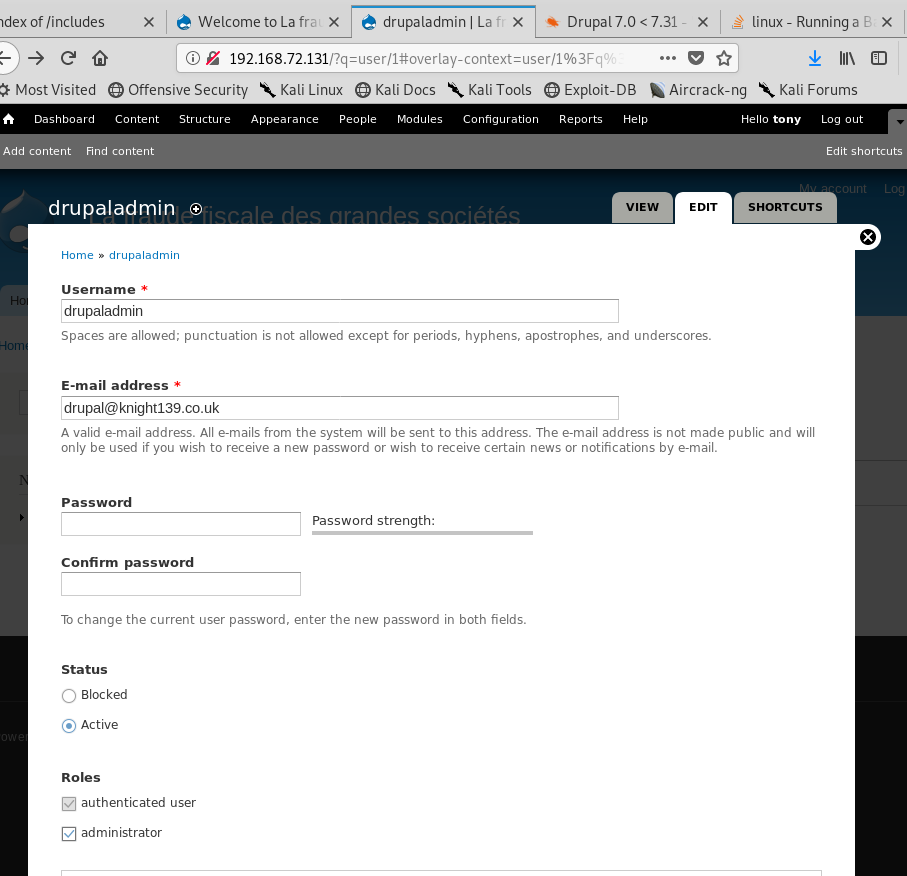 ndex of /includes
Welcome to La frau
drupaladmin | La fr
Drupal 7.0 < 7.31 -
linux - Running a Ba
192.168.72.131/?q=user/1#overlay-context=user/1%3Fq%3
Most Visited Offensive Security Kali Linux Kali Docs Kali Tools Exploit-DB Aircrack-ng Kali Forums
Dashboard Content Structure Appearance People Modules Configuration Reports Help Hello tony Log out
Add content Find content Edit shortcuts
My account Log
drupaladmin
La fraude fiscale des grandes sociétés
VIEW EDIT SHORTCUTS
Hom
Home
Home » drupaladmin
Username *
drupaladmin
Spaces are allowed; punctuation is not allowed except for periods, hyphens, apostrophes, and underscores.
E-mail address *
drupal@knight139.co.uk
A valid e-mail address. All e-mails from the system will be sent to this address. The e-mail address is not made public and will
only be used if you wish to receive a new password or wish to receive certain news or notifications by e-mail.
N
Password
Password strength:
Confirm password
To change the current user password, enter the new password in both fields.
Status
Blocked
Active
ower
Roles
authenticated user
administrator